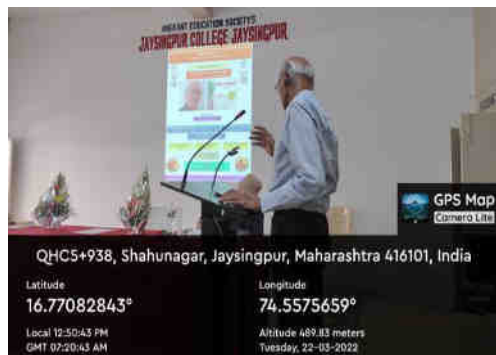 JAYSINGPUR COLLEGE JAYSINGPUR
GPS Map
Camera Lite
QHC5+938, Shahunagar, Jaysingpur, Maharashtra 416101, India
Latitude
Longitude
16.77082843°
74.5575659°
Local 12:50:43 PM
Altitude 489.83 meters
GMT 07:20:43 AM
Tuesday, 22-03-2022